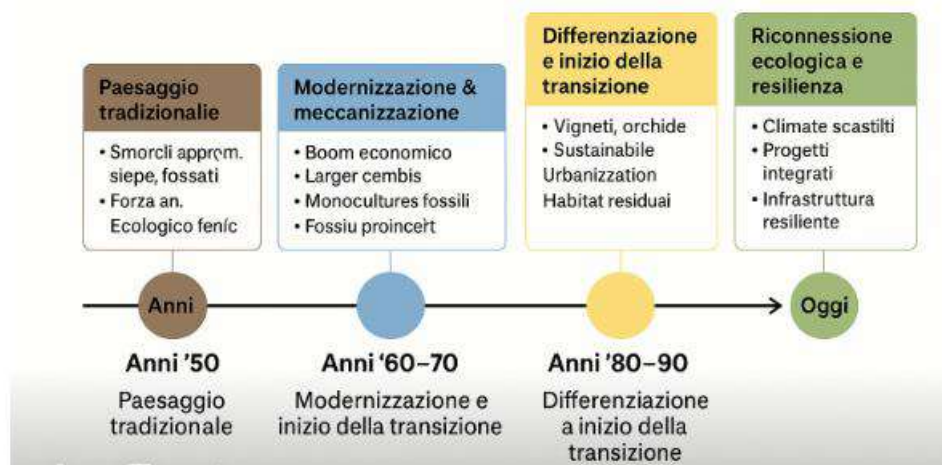 Paesaggio
tradizionalie
• Smorcli approm.
siepe, fossati
• Forza an.
Ecologico fenic
Modernizzazione &
meccanizzazione
• Boom economico
• Larger cembis
• Monocultures fossili
• Fossiu proincert
Differenziazione
e inizio della
transizione
• Vigneti, orchide
• Sustainabile
Urbanizzation
Habitat residuai
Riconnessione
ecologica e
resilienza
• Climate scastilti
• Progetti
integrati
• Infrastruttura
resiliente
Anni
Oggi
Anni '50
Paesaggio
tradizionale
Anni '60–70
Modernizzazione e
inizio della transizione
Anni '80–90
Differenziazione
a inizio della
transizione